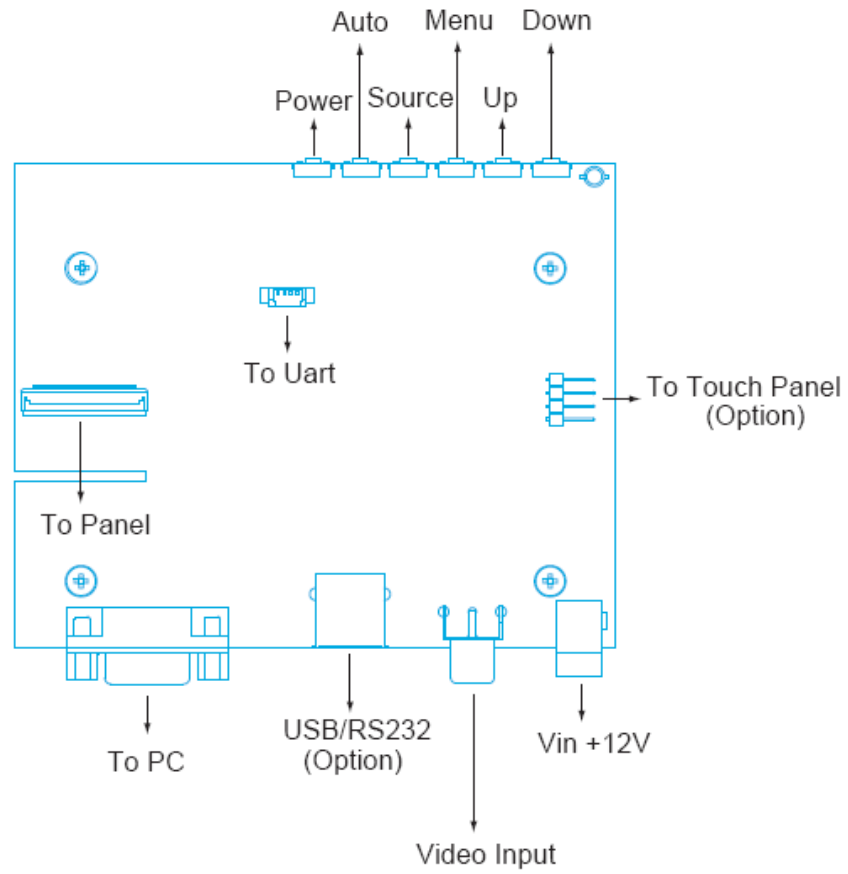 Auto Menu Down
Power Source Up
To Uart
To Touch Panel
(Option)
To Panel
USB/RS232
(Option)
Vin +12V
To PC
Video Input